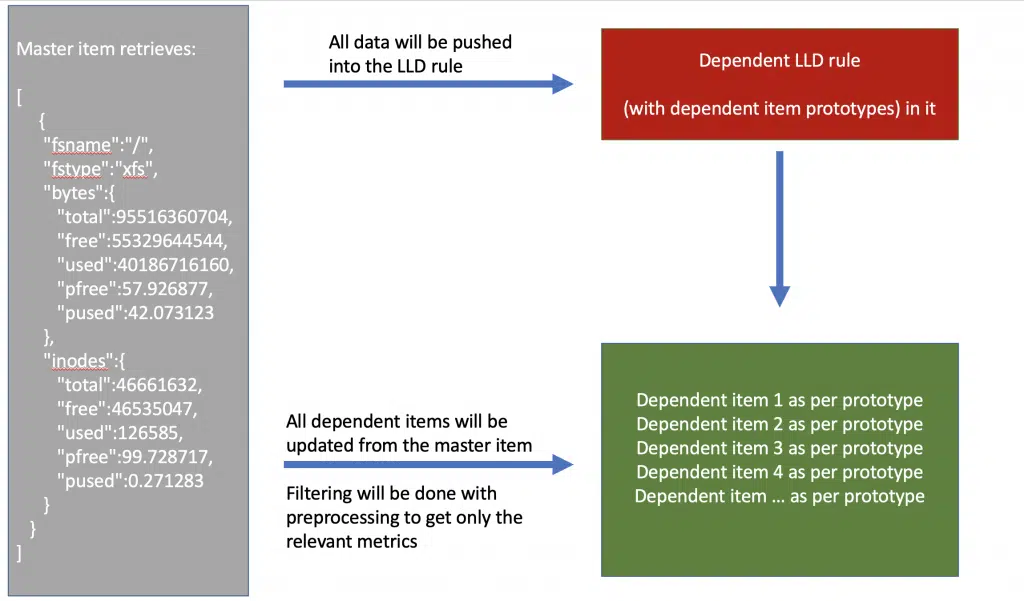 Master item retrieves:
[
{
"fsname":"/",
"fstype":"xfs",
"bytes":{
"total":95516360704,
"free":55329644544,
"used":40186716160,
"pfree":57.926877,
"pused":42.073123
},
"inodes":{
"total":46661632,
"free":46535047,
"used":126585,
"pfree":99.728717,
"pused":0.271283
}
}
]
All data will be pushed
into the LLD rule
Dependent LLD rule
(with dependent item prototypes) in it
All dependent items will be
updated from the master item
Filtering will be done with
preprocessing to get only the
relevant metrics
Dependent item 1 as per prototype
Dependent item 2 as per prototype
Dependent item 3 as per prototype
Dependent item 4 as per prototype
Dependent item ... as per prototype